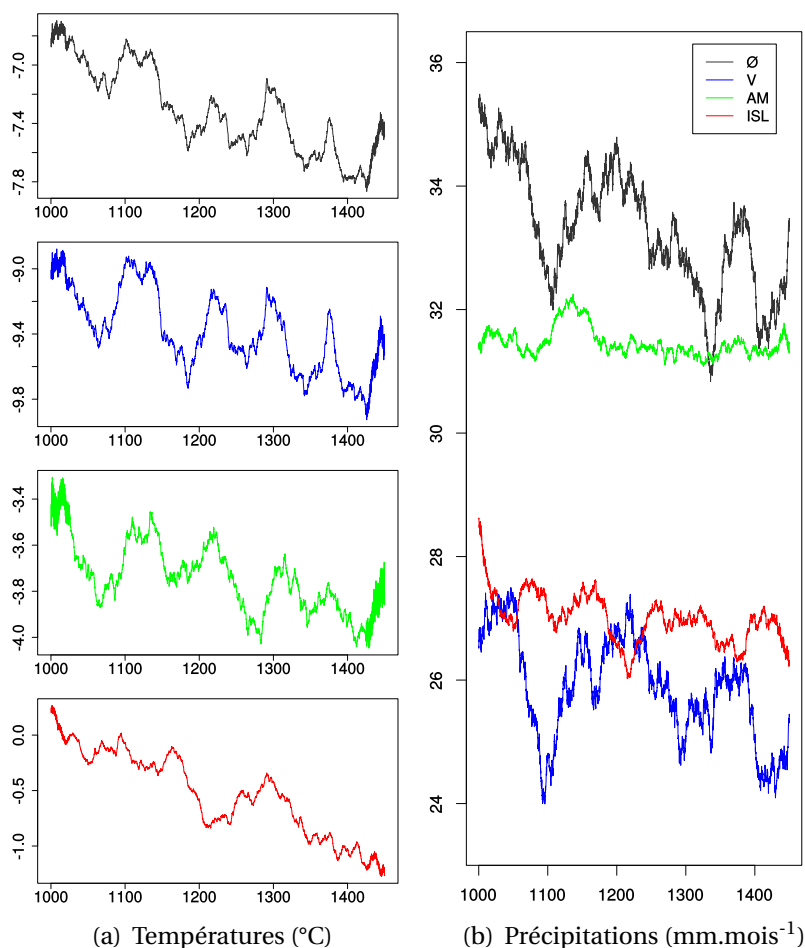 -7.0
-7.4
-7.8
1000 1100 1200 1300 1400
-9.0
-9.4
-9.8
1000 1100 1200 1300 1400
-3.4
-3.6
-3.8
-4.0
1000 1100 1200 1300 1400
0.0
-0.5
-1.0
1000 1100 1200 1300 1400
(a) Températures (°C)
36
34
32
30
28
26
24
Ø
V
AM
ISL
1000 1100 1200 1300 1400
(b) Précipitations (mm.mois-1)